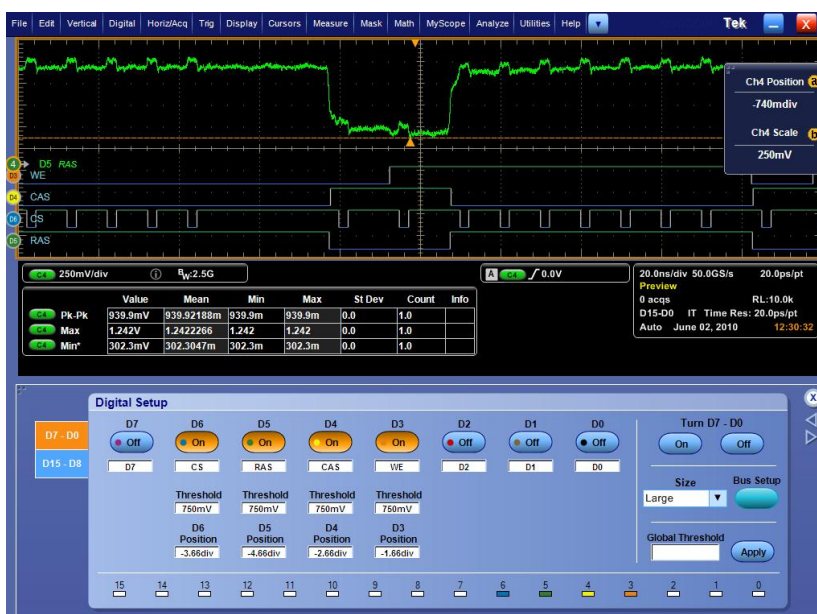 File Edit Vertical Digital Horiz/Acq Trig Display Cursors Measure Mask Math MyScope Analyze Utilities Help Tek X
Ch4 Position a
-740mdiv
Ch4 Scale b
250mV
4 D5 RAS
D3 WE
D4 CAS
D6 CS
D5 RAS
C4 250mV/div BW:2.5G
A C4 0.0V
20.0ns/div 50.0GS/s 20.0ps/pt
Preview
0 acqs RL:10.0k
D15-D0 IT Time Res: 20.0ps/pt
Auto June 02, 2010 12:30:32
Value Mean Min Max St Dev Count Info
C4 Pk-Pk 939.9mV 939.92188m 939.9m 939.9m 0.0 1.0
C4 Max 1.242V 1.2422266 1.242 1.242 0.0 1.0
C4 Min* 302.3mV 302.3047m 302.3m 302.3m 0.0 1.0
Digital Setup
X
D7 - D0
D15 - D8
D7 D6 D5 D4 D3 D2 D1 D0
Off On On On On Off Off Off
D7 CS RAS CAS WE D2 D1 D0
Threshold Threshold Threshold Threshold
750mV 750mV 750mV 750mV
D6 Position D5 Position D4 Position D3 Position
-3.66div -4.66div -2.66div -1.66div
Turn D7 - D0
On Off
Size Bus Setup
Large
Global Threshold
Apply
15 14 13 12 11 10 9 8 7 6 5 4 3 2 1 0